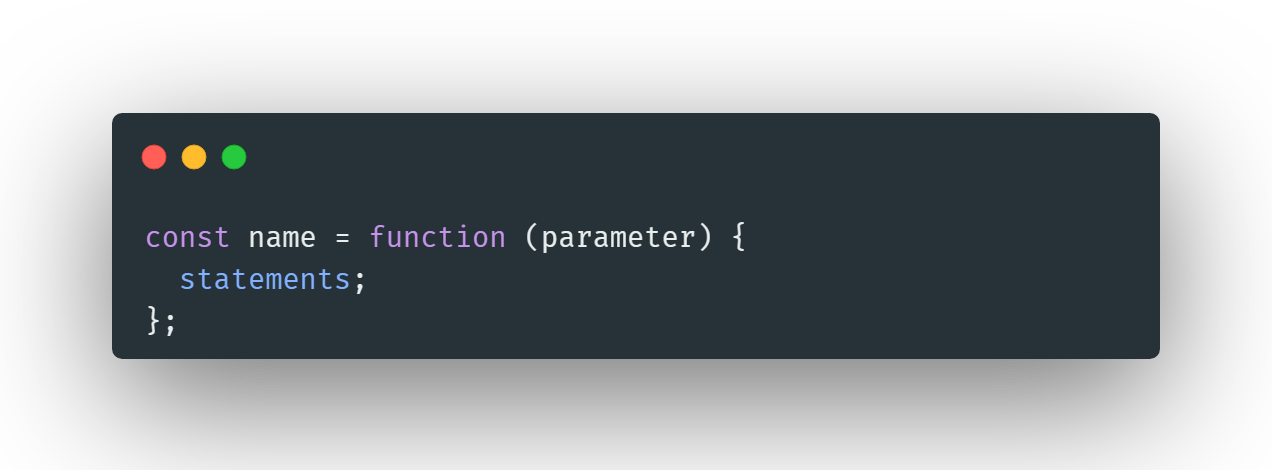 const name = function (parameter) {
  statements;
};